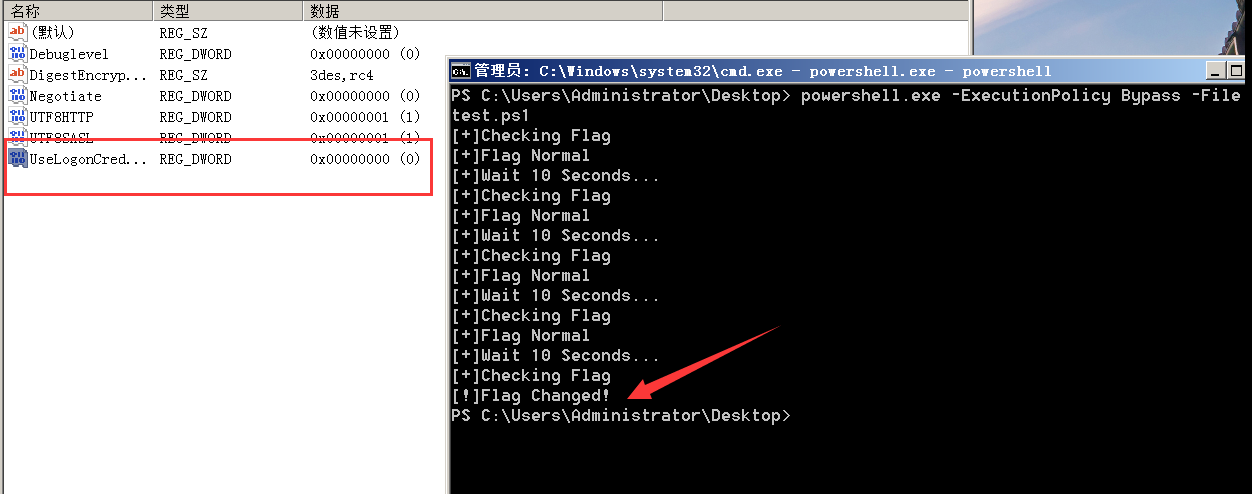 名称 类型 数据
(默认) REG_SZ (数值未设置)
Debuglevel REG_DWORD 0x00000000 (0)
DigestEncryp... REG_SZ 3des,rc4
Negotiate REG_DWORD 0x00000000 (0)
UTF8HTTP REG_DWORD 0x00000001 (1)
UTF8SASL REG_DWORD 0x00000001 (1)
UseLogonCred... REG_DWORD 0x00000000 (0)
管理员: C:\Windows\system32\cmd.exe - powershell.exe - powershell
PS C:\Users\Administrator\Desktop> powershell.exe -ExecutionPolicy Bypass -File
test.ps1
[+]Checking Flag
[+]Flag Normal
[+]Wait 10 Seconds...
[+]Checking Flag
[+]Flag Normal
[+]Wait 10 Seconds...
[+]Checking Flag
[+]Flag Normal
[+]Wait 10 Seconds...
[+]Checking Flag
[+]Flag Normal
[+]Wait 10 Seconds...
[+]Checking Flag
[!]Flag Changed!
PS C:\Users\Administrator\Desktop>